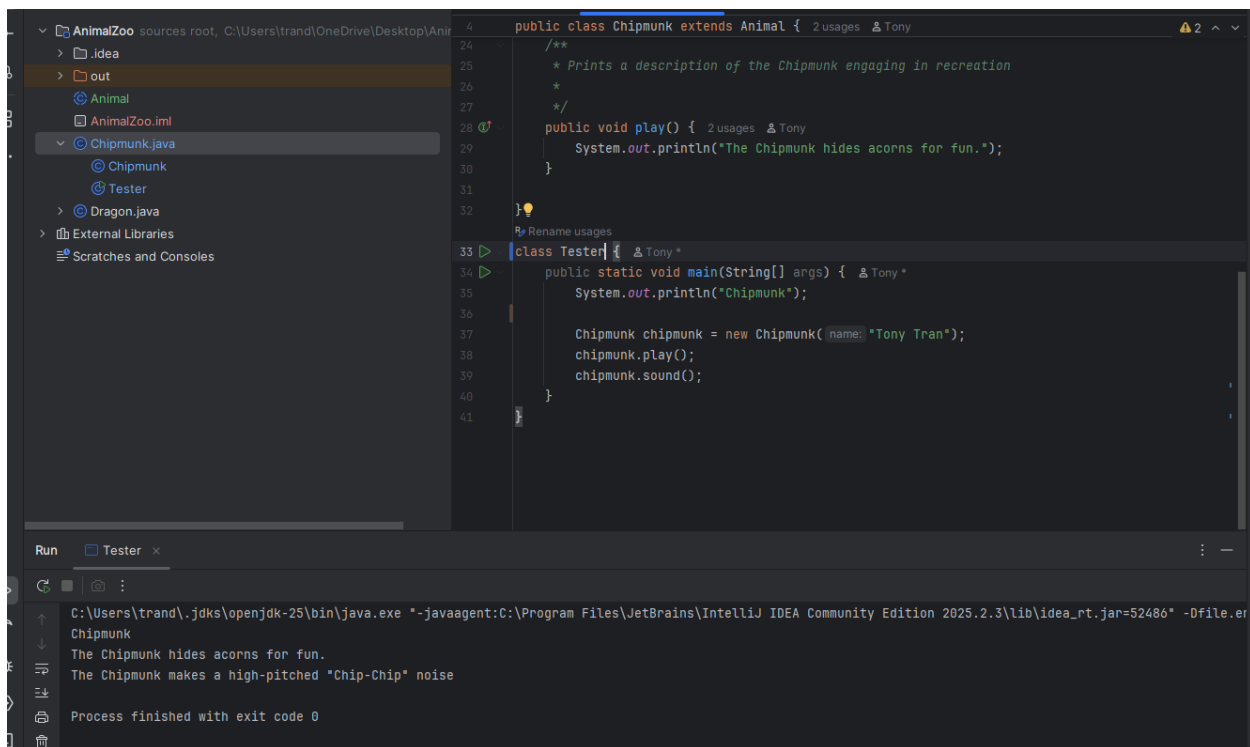 AnimalZoo sources root, C:\Users\trand\OneDrive\Desktop\Anir
.idea
out
Animal
AnimalZoo.iml
Chipmunk.java
Chipmunk
Tester
Dragon.java
External Libraries
Scratches and Consoles
4 public class Chipmunk extends Animal { 2 usages Tony 2
24 /**
25 * Prints a description of the Chipmunk engaging in recreation
26 *
27 */
28 public void play() { 2 usages Tony
29 System.out.println("The Chipmunk hides acorns for fun.");
30 }
31
32 }
Rename usages
33 class Tester { Tony *
34 public static void main(String[] args) { Tony *
35 System.out.println("Chipmunk");
36
37 Chipmunk chipmunk = new Chipmunk( name: "Tony Tran");
38 chipmunk.play();
39 chipmunk.sound();
40 }
41 }
Run Tester
C:\Users\trand\.jdks\openjdk-25\bin\java.exe "-javaagent:C:\Program Files\JetBrains\IntelliJ IDEA Community Edition 2025.2.3\lib\idea_rt.jar=52486" -Dfile.er
Chipmunk
The Chipmunk hides acorns for fun.
The Chipmunk makes a high-pitched "Chip-Chip" noise
Process finished with exit code 0